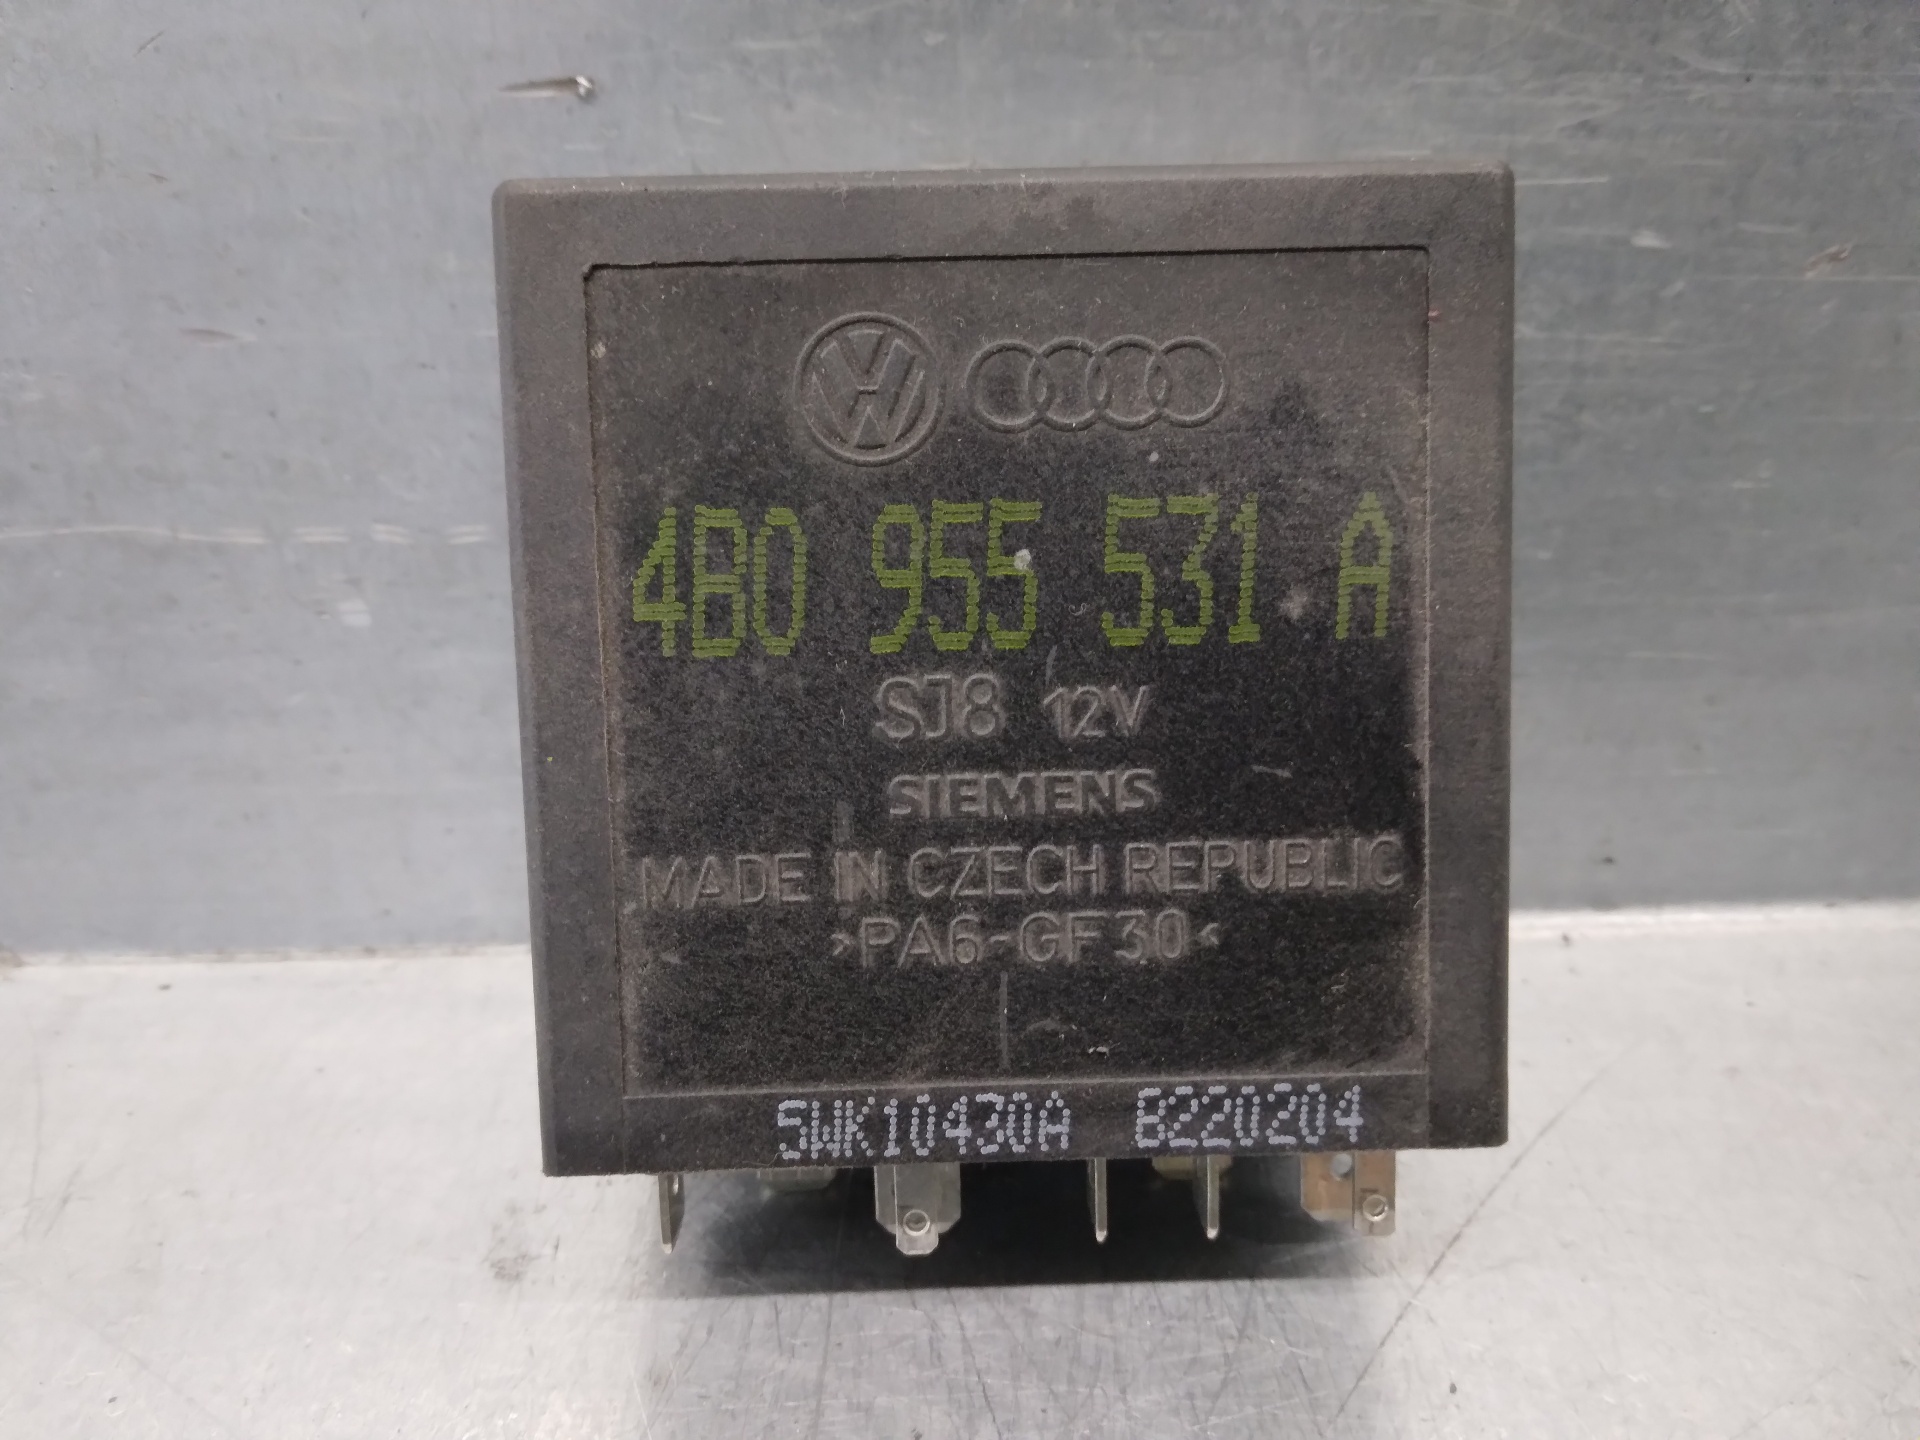 4B0 955 531 A
SJ8 12V
SIEMENS
MADE IN CZECH REPUBLIC
>PA6-GF30<
5WK10430A B220204